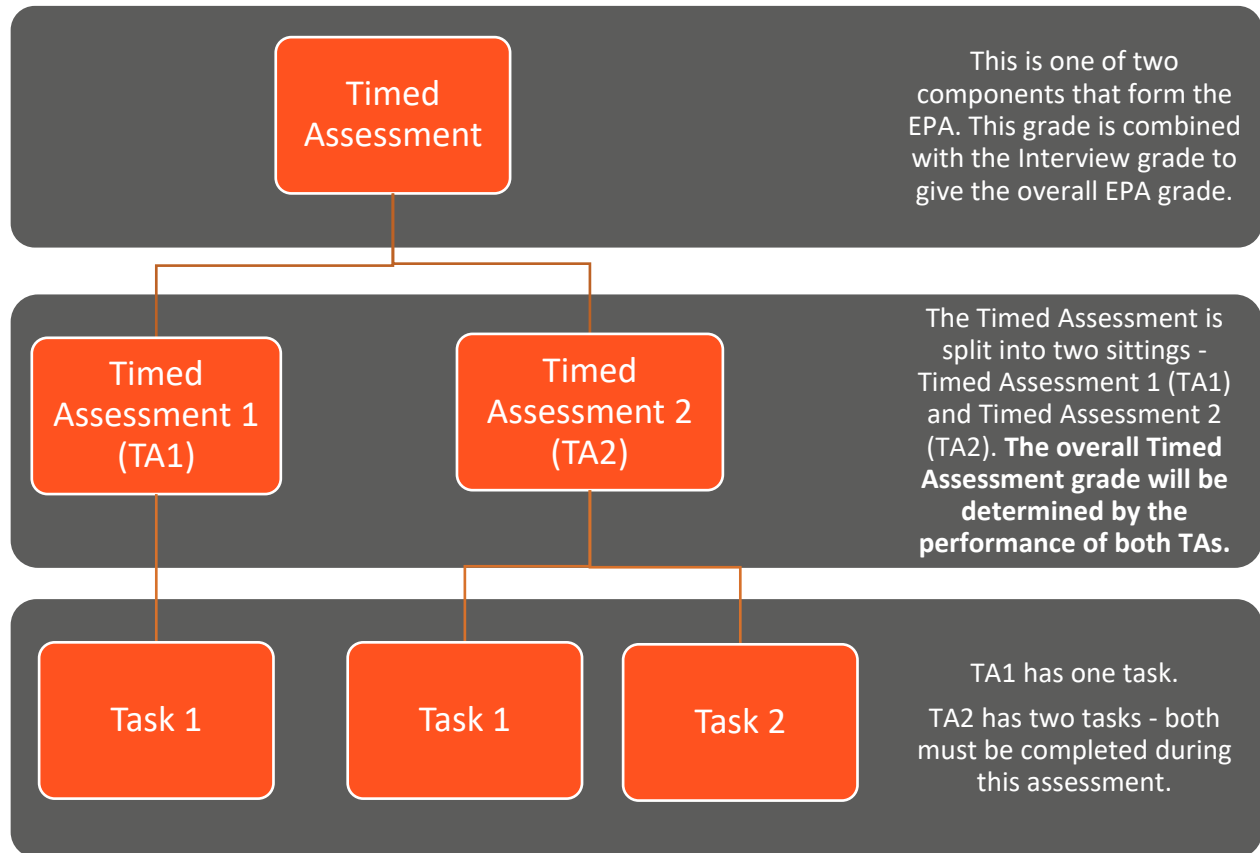 Timed
Assessment
This is one of two
components that form the
EPA. This grade is combined
with the Interview grade to
give the overall EPA grade.
Timed
Assessment 1
(TA1)
Timed
Assessment 2
(TA2)
The Timed Assessment is
split into two sittings -
Timed Assessment 1 (TA1)
and Timed Assessment 2
(TA2). The overall Timed
Assessment grade will be
determined by the
performance of both TAs.
Task 1
Task 1
Task 2
TA1 has one task.
TA2 has two tasks - both
must be completed during
this assessment.